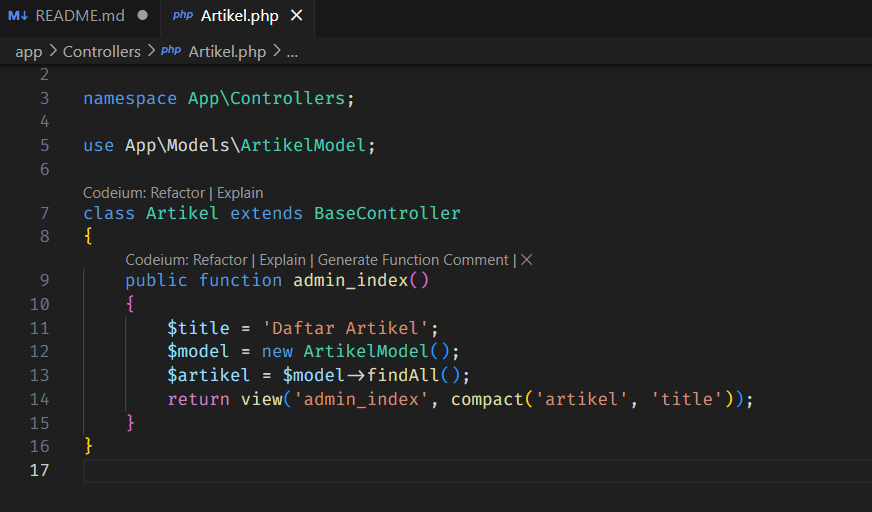 M↓ README.md ● php Artikel.php ×
app > Controllers > php Artikel.php > ...
2
3 namespace App\Controllers;
4
5 use App\Models\ArtikelModel;
6
Codeium: Refactor | Explain
7 class Artikel extends BaseController
8 {
Codeium: Refactor | Explain | Generate Function Comment | ×
9 public function admin_index()
10 {
11 $title = 'Daftar Artikel';
12 $model = new ArtikelModel();
13 $artikel = $model->findAll();
14 return view('admin_index', compact('artikel', 'title'));
15 }
16 }
17